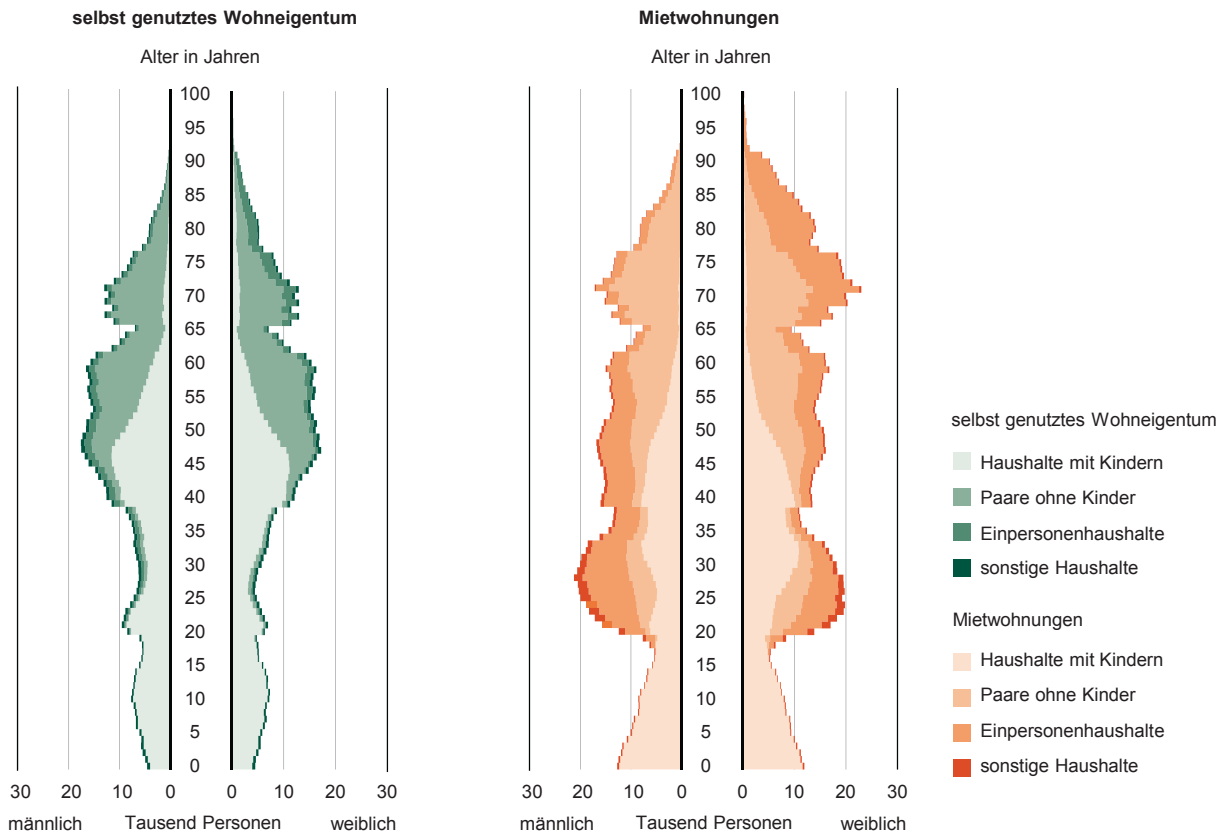 selbst genutztes Wohneigentum
Alter in Jahren
100
95
90
85
80
75
70
65
60
55
50
45
40
35
30
25
20
15
10
5
0
30 20 10 0 0 10 20 30
männlich Tausend Personen weiblich
Mietwohnungen
Alter in Jahren
100
95
90
85
80
75
70
65
60
55
50
45
40
35
30
25
20
15
10
5
0
30 20 10 0 0 10 20 30
männlich Tausend Personen weiblich
selbst genutztes Wohneigentum
Haushalte mit Kindern
Paare ohne Kinder
Einpersonenhaushalte
sonstige Haushalte
Mietwohnungen
Haushalte mit Kindern
Paare ohne Kinder
Einpersonenhaushalte
sonstige Haushalte